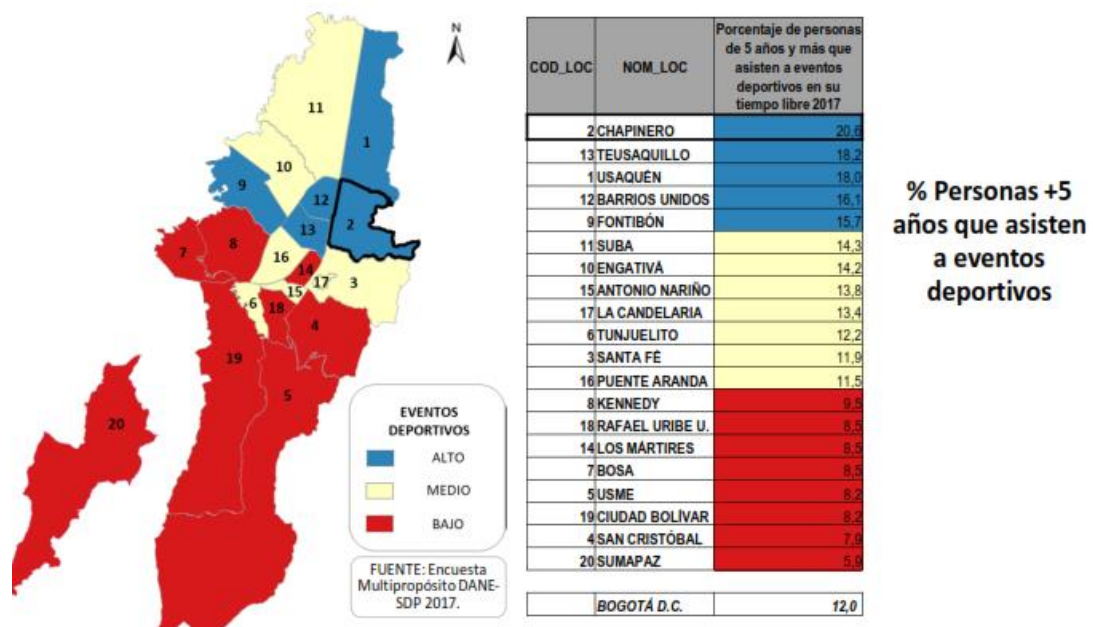 N
11
1
10
9
12
2
13
8
7
16
14
17
3
15
6
18
4
19
5
20
EVENTOS
DEPORTIVOS
ALTO
MEDIO
BAJO
FUENTE: Encuesta
Multipropósito DANE-
SDP 2017.
COD_LOC NOM_LOC Porcentaje de personas
de 5 años y más que
asisten a eventos
deportivos en su
tiempo libre 2017
2 CHAPINERO 20,6
13 TEUSAQUILLO 18,2
1 USAQUÉN 18,0
12 BARRIOS UNIDOS 16,1
9 FONTIBÓN 15,7
11 SUBA 14,3
10 ENGATIVÁ 14,2
15 ANTONIO NARIÑO 13,8
17 LA CANDELARIA 13,4
6 TUNJUELITO 12,2
3 SANTA FÉ 11,9
16 PUENTE ARANDA 11,5
8 KENNEDY 9,5
18 RAFAEL URIBE U. 8,5
14 LOS MÁRTIRES 8,5
7 BOSA 8,5
5 USME 8,2
19 CIUDAD BOLÍVAR 8,2
4 SAN CRISTÓBAL 7,9
20 SUMAPAZ 5,9
BOGOTÁ D.C. 12,0
% Personas +5
años que asisten
a eventos
deportivos